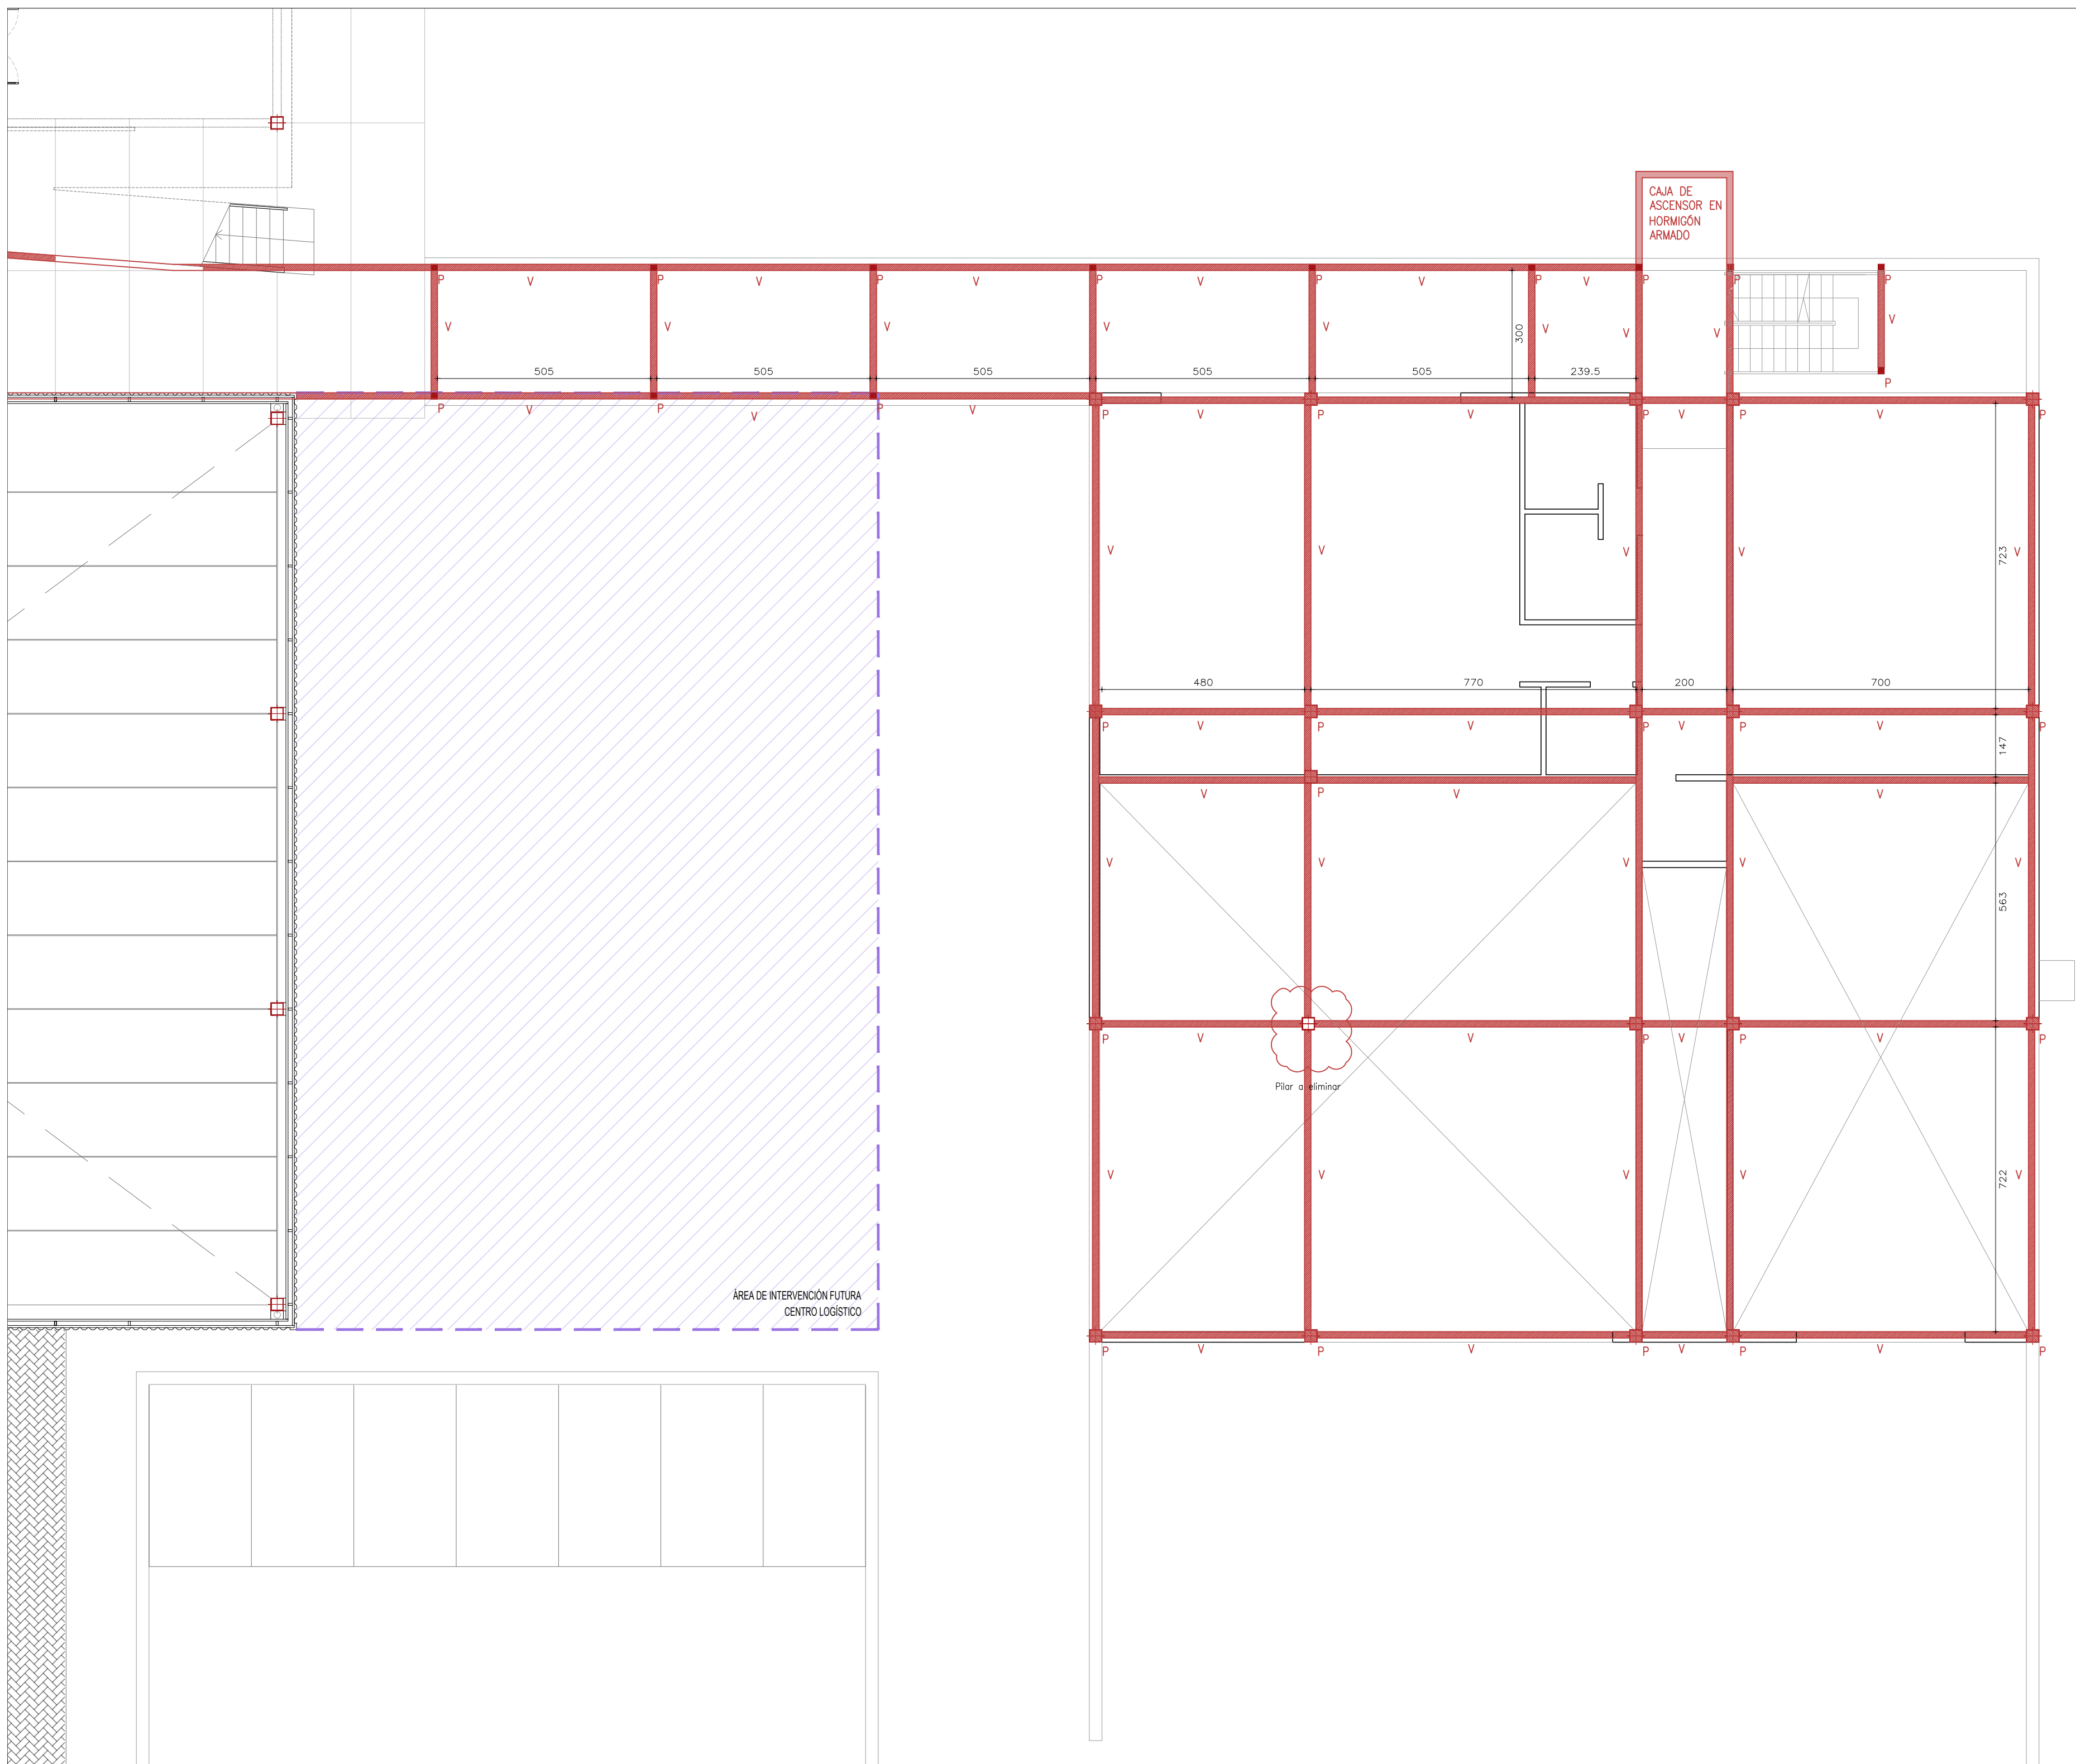 CAJA DE
ASCENSOR EN
HORMIGÓN
ARMADO
P P P P P P P P P
V V V V V V
300
V V V V V V V V V
505 505 505 505 505 239.5
P
P V P V P V P V P V P V P V P
V V V V V 723
480 770 200 700
P V P V P V P V P
147
V P V V
V V V V V
563
P V P V P V P
Pilar a eliminar
V V V V V 722
ÁREA DE INTERVENCIÓN FUTURA
CENTRO LOGÍSTICO
P V P V P V P V P